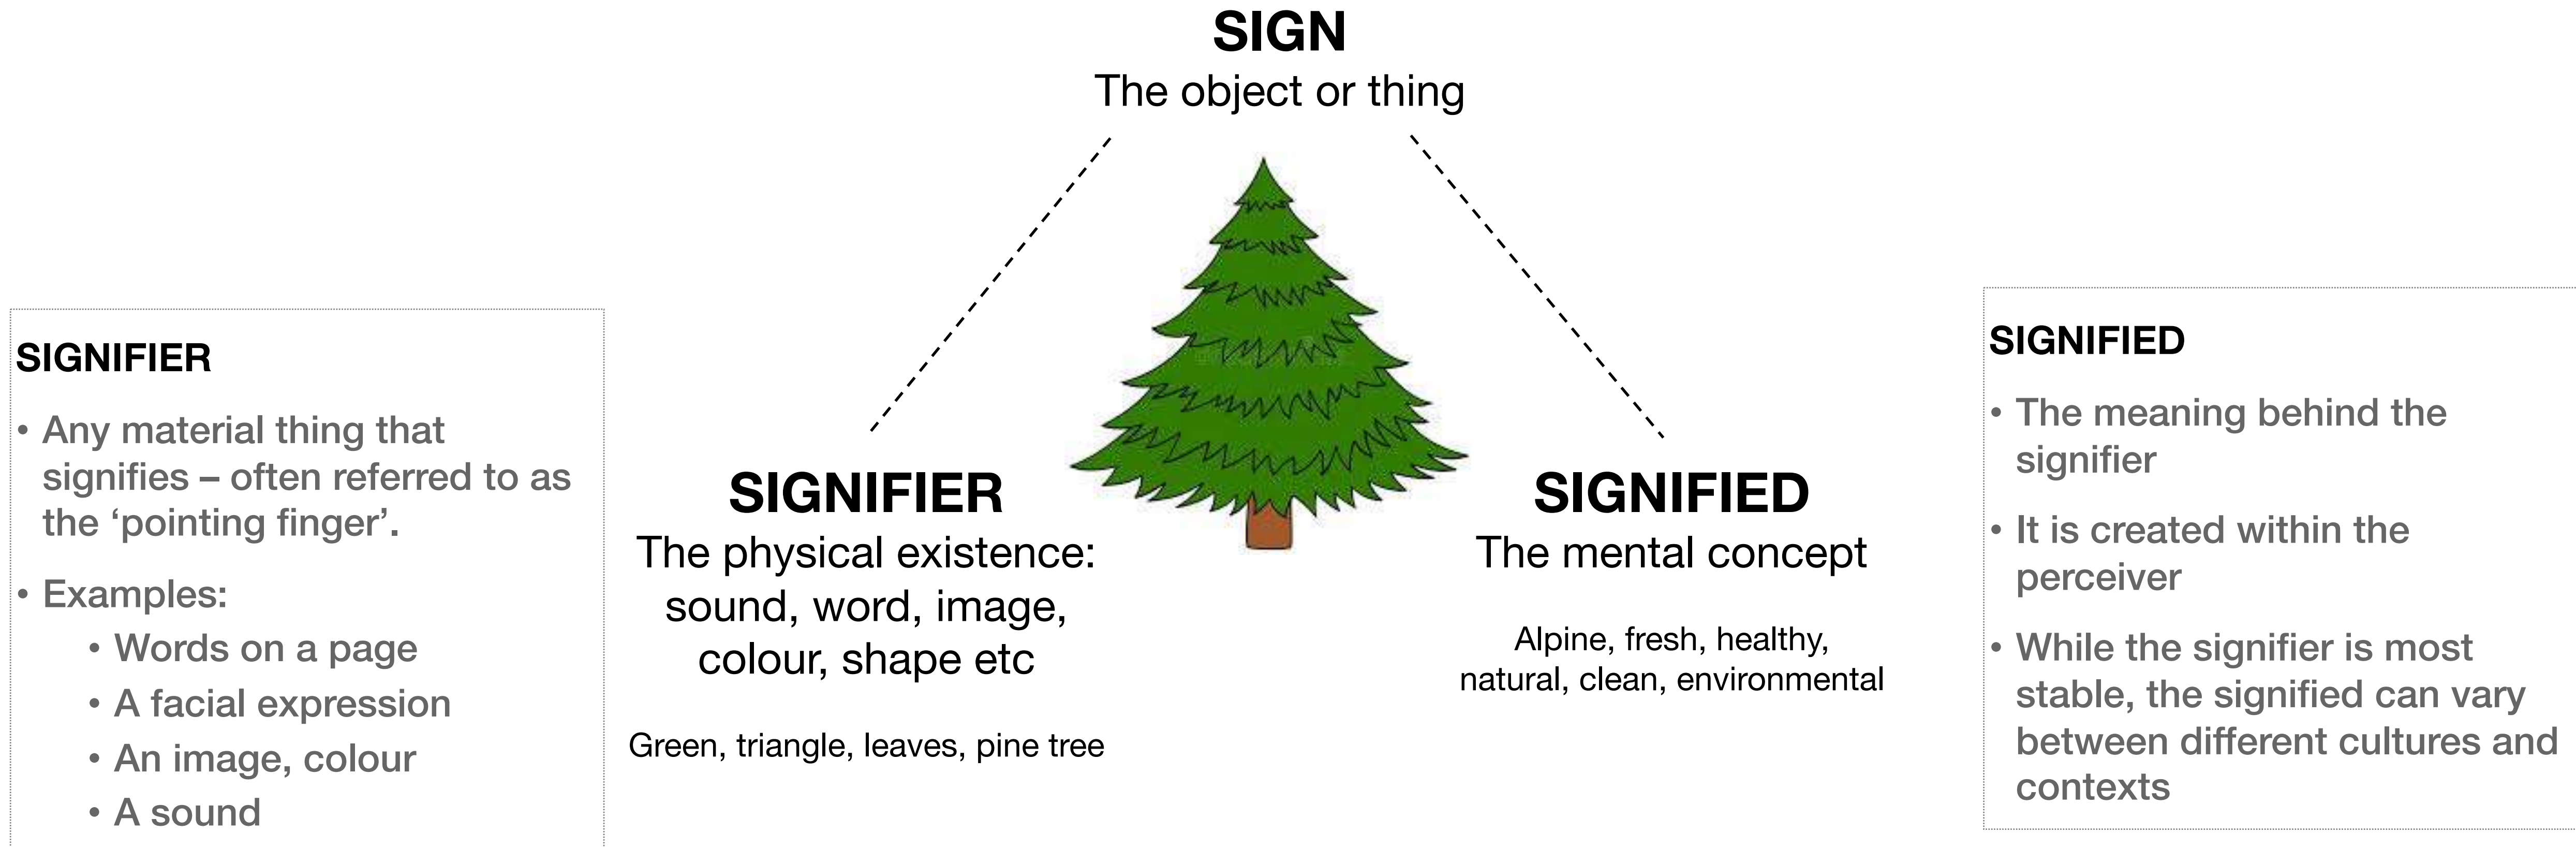 SIGN
The object or thing
SIGNIFIER
• Any material thing that
signifies – often referred to as
the ‘pointing finger’.
• Examples:
• Words on a page
• A facial expression
• An image, colour
• A sound
SIGNIFIER
The physical existence:
sound, word, image,
colour, shape etc
Green, triangle, leaves, pine tree
SIGNIFIED
The mental concept
Alpine, fresh, healthy,
natural, clean, environmental
SIGNIFIED
• The meaning behind the
signifier
• It is created within the
perceiver
• While the signifier is most
stable, the signified can vary
between different cultures and
contexts